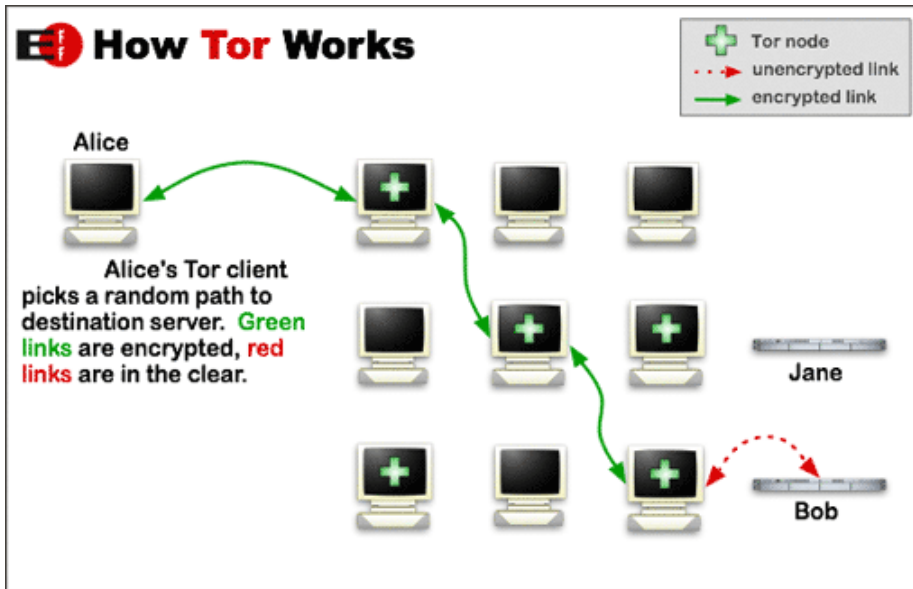 EFF How Tor Works
Tor node
unencrypted link
encrypted link
Alice
Alice's Tor client
picks a random path to
destination server. Green
links are encrypted, red
links are in the clear.
Jane
Bob